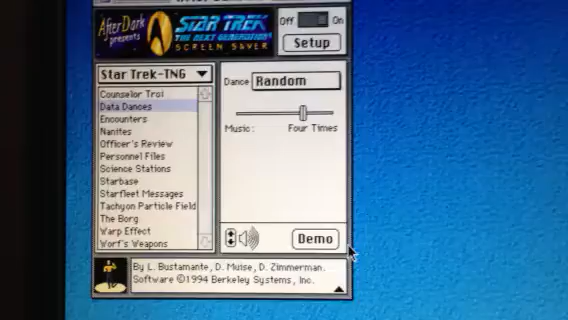 AfterDark
presents
STAR TREK
THE NEXT GENERATION
SCREEN SAVER
Off On
Setup
Star Trek-TNG
Counselor Troi
Data Dances
Encounters
Nanites
Officer's Review
Personnel Files
Science Stations
Starbase
Starfleet Messages
Tachyon Particle Field
The Borg
Warp Effect
Worf's Weapons
Dance Random
Music: Four Times
Demo
By L. Bustamante, D. Muise, D. Zimmerman.
Software ©1994 Berkeley Systems, Inc.